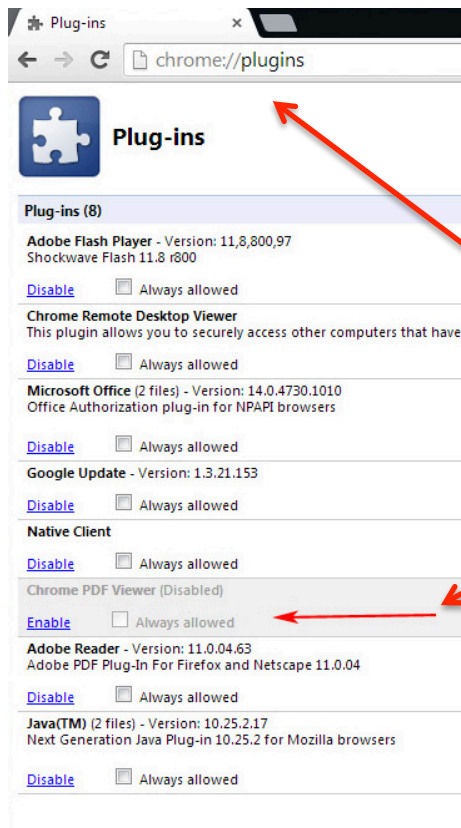 Plug-ins
chrome://plugins
Plug-ins
Plug-ins (8)
Adobe Flash Player - Version: 11,8,800,97
Shockwave Flash 11.8 r800
Disable Always allowed
Chrome Remote Desktop Viewer
This plugin allows you to securely access other computers that have
Disable Always allowed
Microsoft Office (2 files) - Version: 14.0.4730.1010
Office Authorization plug-in for NPAPI browsers
Disable Always allowed
Google Update - Version: 1.3.21.153
Disable Always allowed
Native Client
Disable Always allowed
Chrome PDF Viewer (Disabled)
Enable Always allowed
Adobe Reader - Version: 11.0.04.63
Adobe PDF Plug-In For Firefox and Netscape 11.0.04
Disable Always allowed
Java(TM) (2 files) - Version: 10.25.2.17
Next Generation Java Plug-in 10.25.2 for Mozilla browsers
Disable Always allowed